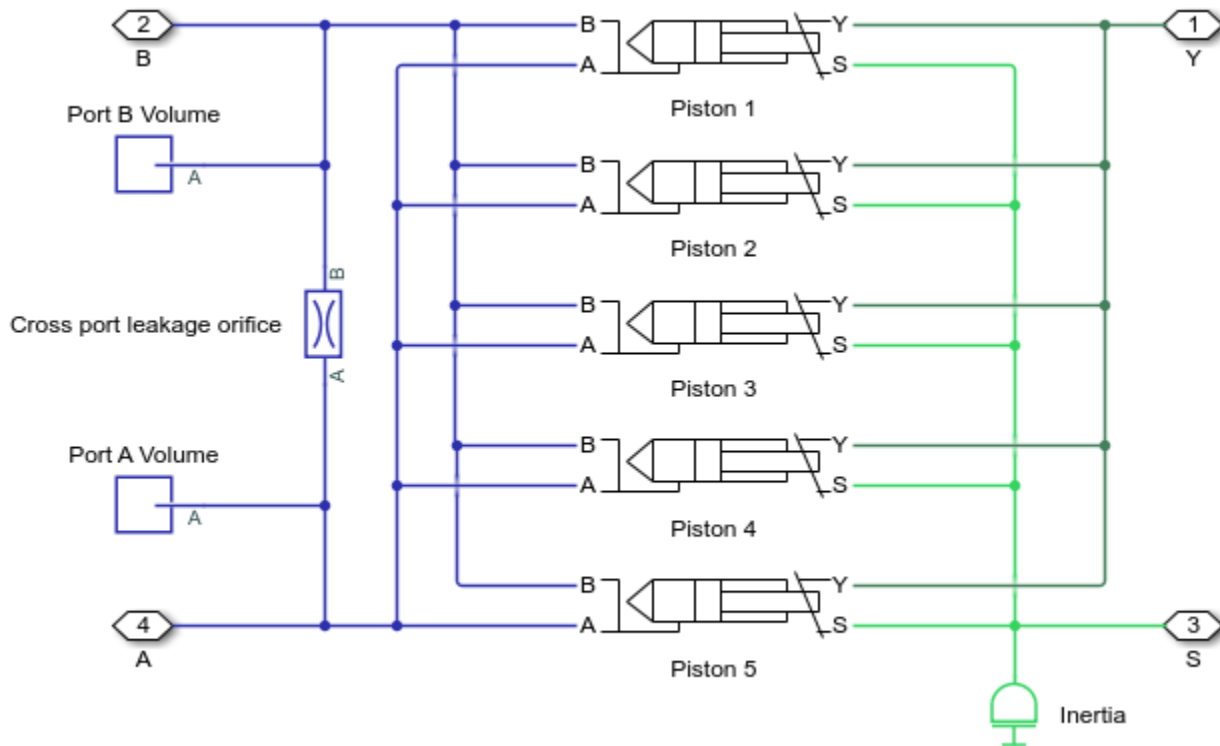 2
B
B
Y
1
Y
A
S
Piston 1
Port B Volume
A
B
Y
A
S
Piston 2
B
B
Y
Cross port leakage orifice
A
S
A
Piston 3
Port A Volume
B
Y
A
S
A
Piston 4
B
Y
4
A
A
S
3
S
Piston 5
Inertia